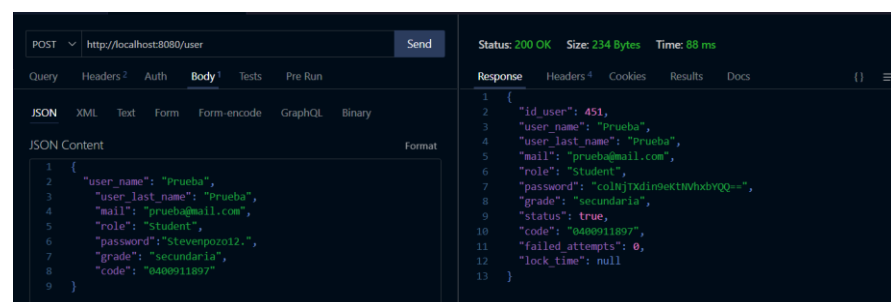 POST http://localhost:8080/user Send
Query Headers 2 Auth Body 1 Tests Pre Run
JSON XML Text Form Form-encode GraphQL Binary
JSON Content Format
1 {
2 "user_name": "Prueba",
3 "user_last_name": "Prueba",
4 "mail": "prueba@mail.com",
5 "role": "Student",
6 "password":"Stevenpozo12.",
7 "grade": "secundaria",
8 "code": "0400911897"
9 }
Status: 200 OK Size: 234 Bytes Time: 88 ms
Response Headers 4 Cookies Results Docs {} ≡
1 {
2 "id_user": 451,
3 "user_name": "Prueba",
4 "user_last_name": "Prueba",
5 "mail": "prueba@mail.com",
6 "role": "Student",
7 "password": "colNjTXdin9eKtNVhxbYQQ==",
8 "grade": "secundaria",
9 "status": true,
10 "code": "0400911897",
11 "failed_attempts": 0,
12 "lock_time": null
13 }